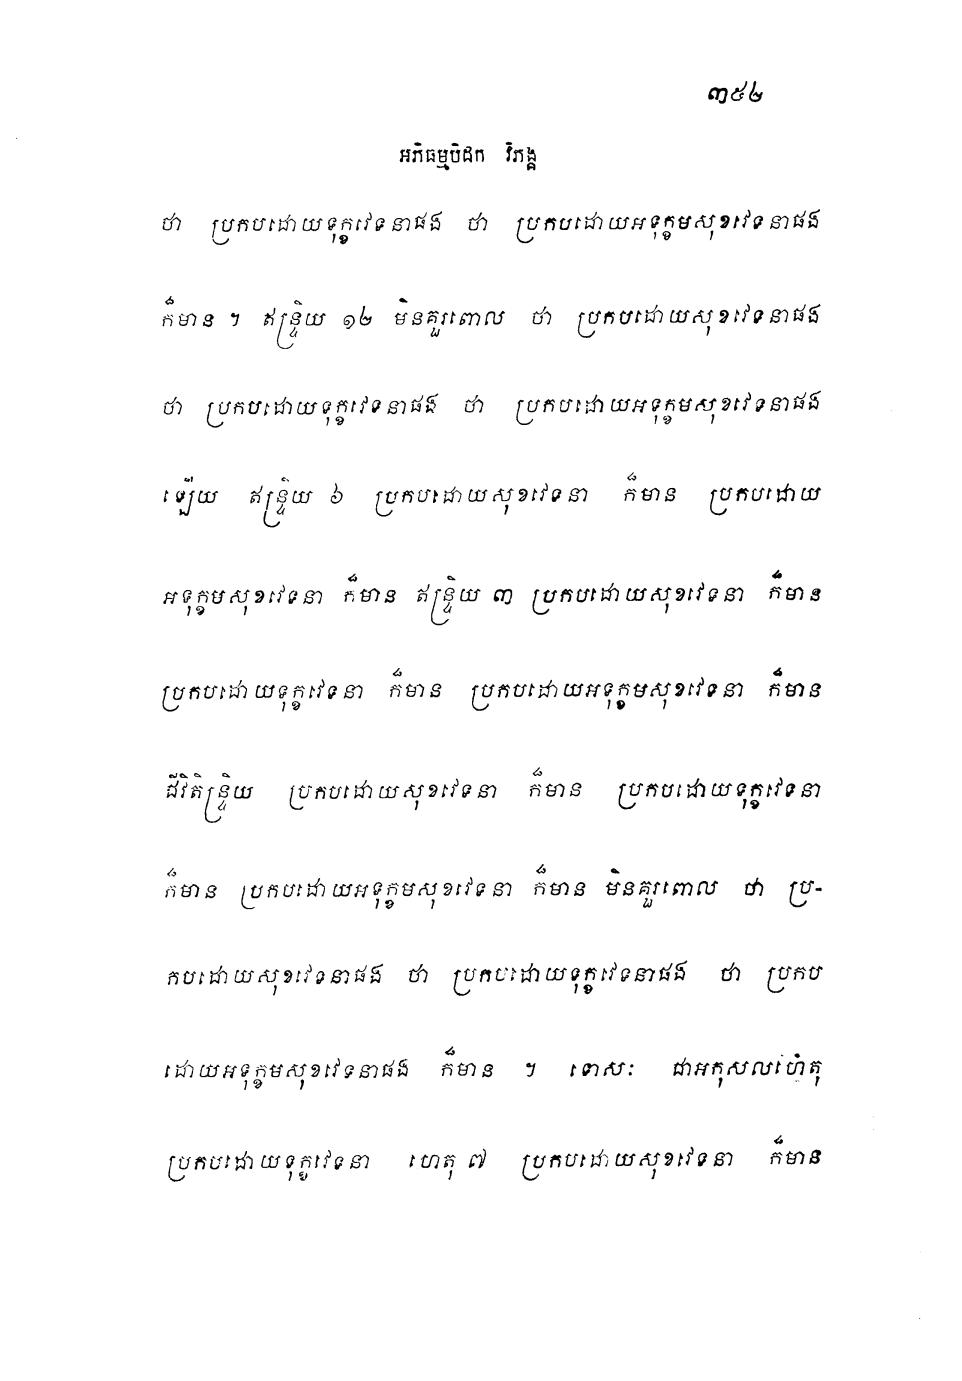 ៣៥៤
អភិធម្មបិដក វិភង្គ
ថា ប្រកបដោយទុក្ខវេទនាផង ថា ប្រកបដោយអទុក្ខមសុខវេទនាផង
ក៏មាន ។ ឥន្ទ្រិយ ១២ មិនគួរពោល ថា ប្រកបដោយសុខវេទនាផង
ថា ប្រកបដោយទុក្ខវេទនាផង ថា ប្រកបដោយអទុក្ខមសុខវេទនាផង
ឡើយ ឥន្ទ្រិយ ៦ ប្រកបដោយសុខវេទនា ក៏មាន ប្រកបដោយ
អទុក្ខមសុខវេទនា ក៏មាន ឥន្ទ្រិយ ៣ ប្រកបដោយសុខវេទនា ក៏មាន
ប្រកបដោយទុក្ខវេទនា ក៏មាន ប្រកបដោយអទុក្ខមសុខវេទនា ក៏មាន
ជីវិតិន្ទ្រិយ ប្រកបដោយសុខវេទនា ក៏មាន ប្រកបដោយទុក្ខវេទនា
ក៏មាន ប្រកបដោយអទុក្ខមសុខវេទនា ក៏មាន មិនគួរពោល ថា ប្រ-
កបដោយសុខវេទនាផង ថា ប្រកបដោយទុក្ខវេទនាផង ថា ប្រកប
ដោយអទុក្ខមសុខវេទនាផង ក៏មាន ។ ទោសៈ ជាអកុសលហេតុ
ប្រកបដោយទុក្ខវេទនា ហេតុ ៧ ប្រកបដោយសុខវេទនា ក៏មាន